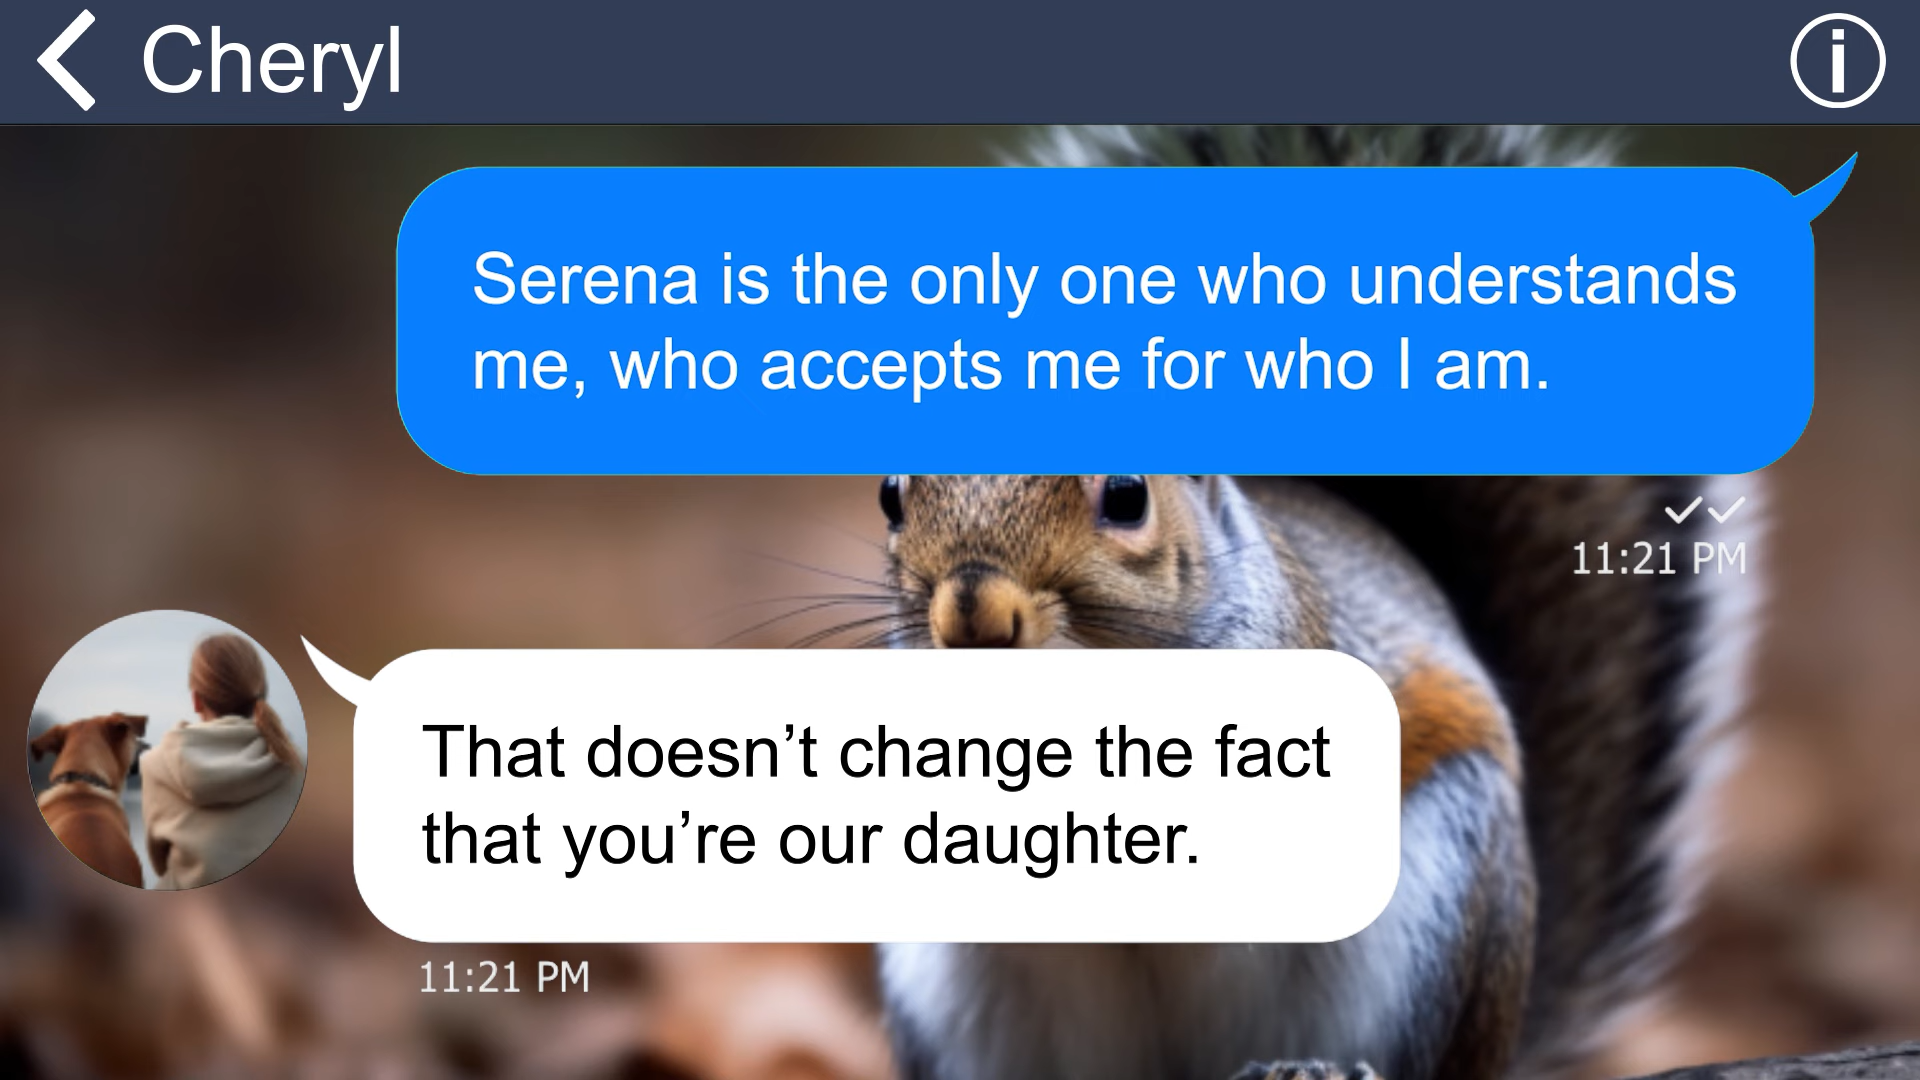 Cheryl
Serena is the only one who understands
me, who accepts me for who I am.
11:21 PM
That doesn’t change the fact
that you’re our daughter.
11:21 PM